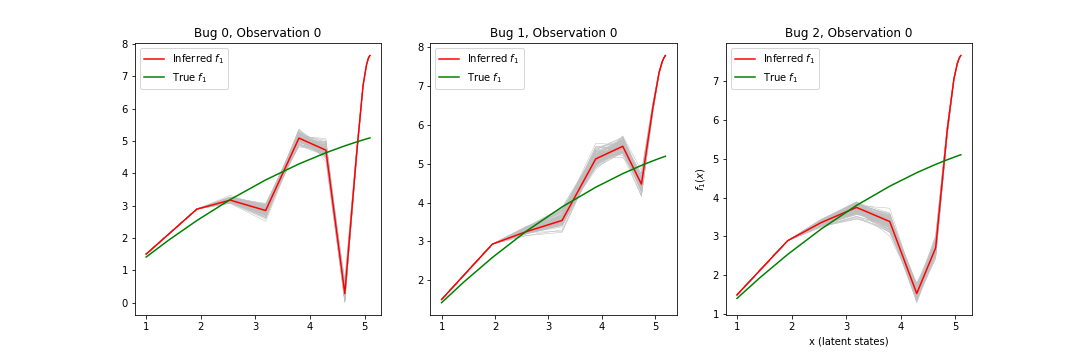 Bug 0, Observation 0
Inferred f₁
True f₁
8
7
6
5
4
3
2
1
0
1 2 3 4 5
Bug 1, Observation 0
Inferred f₁
True f₁
8
7
6
5
4
3
2
1 2 3 4 5
Bug 2, Observation 0
Inferred f₁
True f₁
f₁(x)
7
6
5
4
3
2
1
1 2 3 4 5
x (latent states)